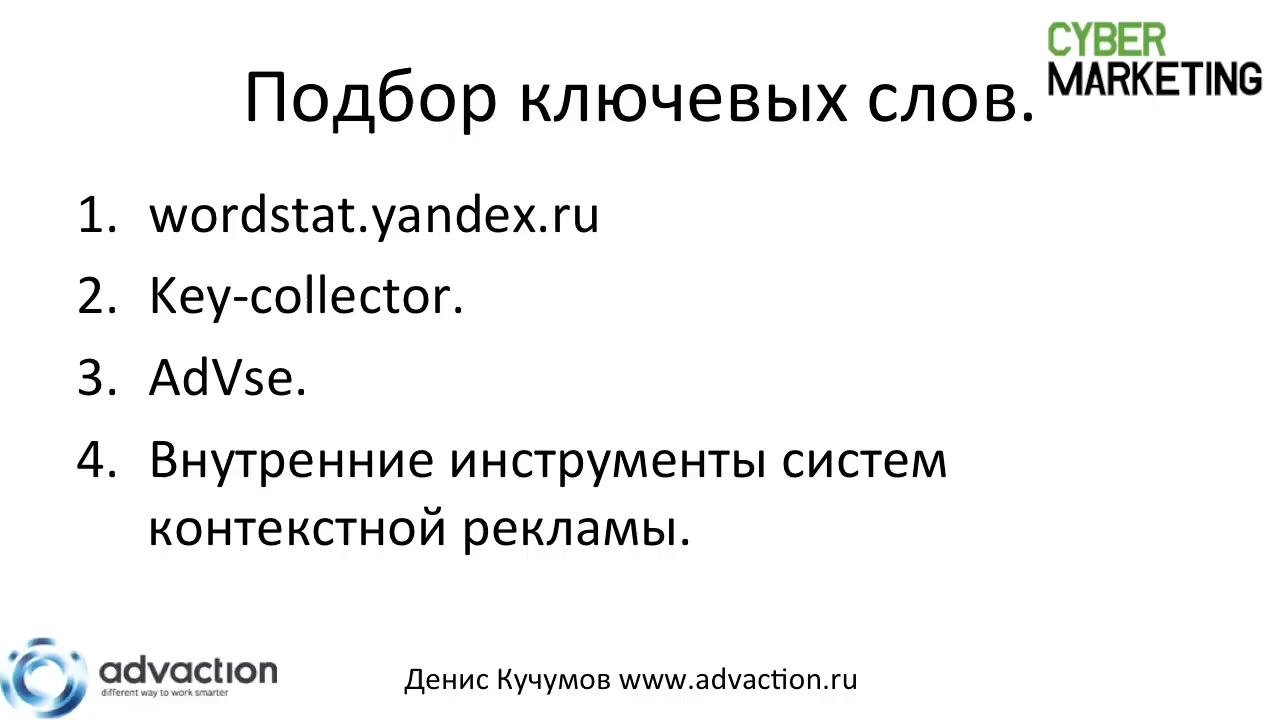 CYBER
MARKETING
Подбор ключевых слов.
1. wordstat.yandex.ru
2. Key-collector.
3. AdVse.
4. Внутренние инструменты систем
контекстной рекламы.
advaction
different way to work smarter
Денис Кучумов www.advaction.ru